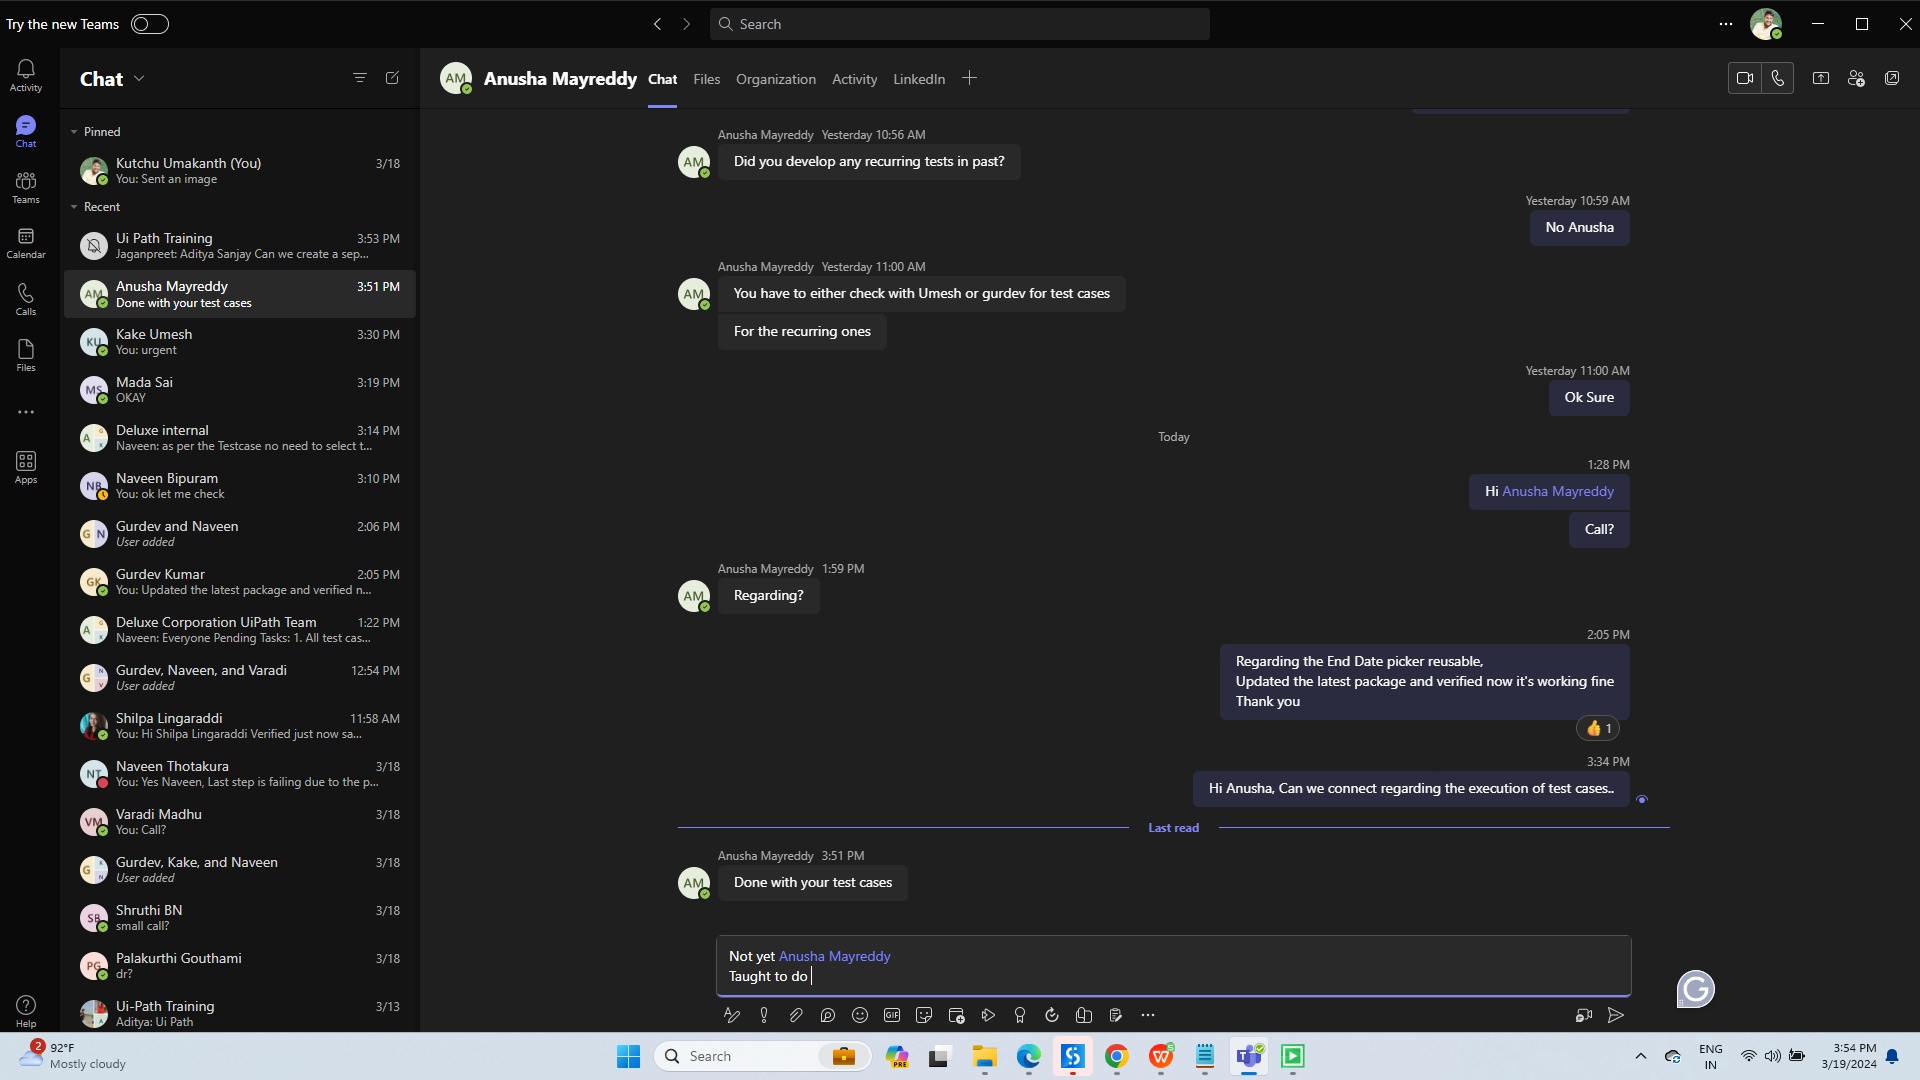 Try the new Teams
Search
Activity
Chat
Teams
Calendar
Calls
Files
Apps
Help
Chat
Pinned
Kutchu Umakanth (You) 3/18
You: Sent an image
Recent
Ui Path Training 3:53 PM
Jaganpreet: Aditya Sanjay Can we create a sep...
AM
Anusha Mayreddy 3:51 PM
Done with your test cases
KU
Kake Umesh 3:30 PM
You: urgent
MS
Mada Sai 3:19 PM
OKAY
Deluxe internal 3:14 PM
Naveen: as per the Testcase no need to select t...
NB
Naveen Bipuram 3:10 PM
You: ok let me check
G N
Gurdev and Naveen 2:06 PM
User added
GK
Gurdev Kumar 2:05 PM
You: Updated the latest package and verified n...
Deluxe Corporation UiPath Team 1:22 PM
Naveen: Everyone Pending Tasks: 1. All test cas...
Gurdev, Naveen, and Varadi 12:54 PM
User added
Shilpa Lingaraddi 11:58 AM
You: Hi Shilpa Lingaraddi Verified just now sa...
NT
Naveen Thotakura 3/18
You: Yes Naveen, Last step is failing due to the p...
VM
Varadi Madhu 3/18
You: Call?
Gurdev, Kake, and Naveen 3/18
User added
SB
Shruthi BN 3/18
small call?
PG
Palakurthi Gouthami 3/18
dr?
Ui-Path Training 3/13
Aditya: Ui Path
AM Anusha Mayreddy Chat Files Organization Activity LinkedIn
Anusha Mayreddy Yesterday 10:56 AM
AM
Did you develop any recurring tests in past?
Yesterday 10:59 AM
No Anusha
Anusha Mayreddy Yesterday 11:00 AM
AM
You have to either check with Umesh or gurdev for test cases
For the recurring ones
Yesterday 11:00 AM
Ok Sure
Today
1:28 PM
Hi Anusha Mayreddy
Call?
Anusha Mayreddy 1:59 PM
AM
Regarding?
2:05 PM
Regarding the End Date picker reusable,
Updated the latest package and verified now it's working fine
Thank you
👍 1
3:34 PM
Hi Anusha, Can we connect regarding the execution of test cases..
Last read
Anusha Mayreddy 3:51 PM
AM
Done with your test cases
Not yet Anusha Mayreddy
Taught to do
GIF
2
92°F
Mostly cloudy
Search
PRE
ENG
IN
3:54 PM
3/19/2024